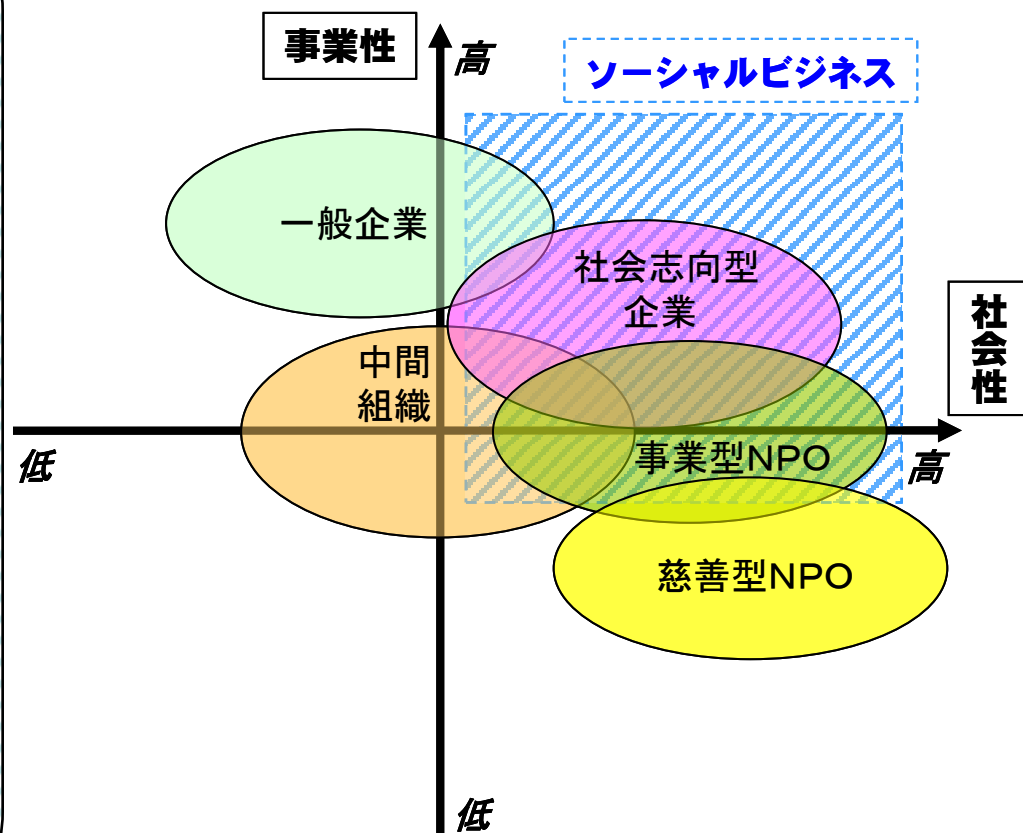 事業性
高
ソーシャルビジネス
一般企業
社会志向型
企業
社会性
中間
組織
低
事業型NPO
高
慈善型NPO
低